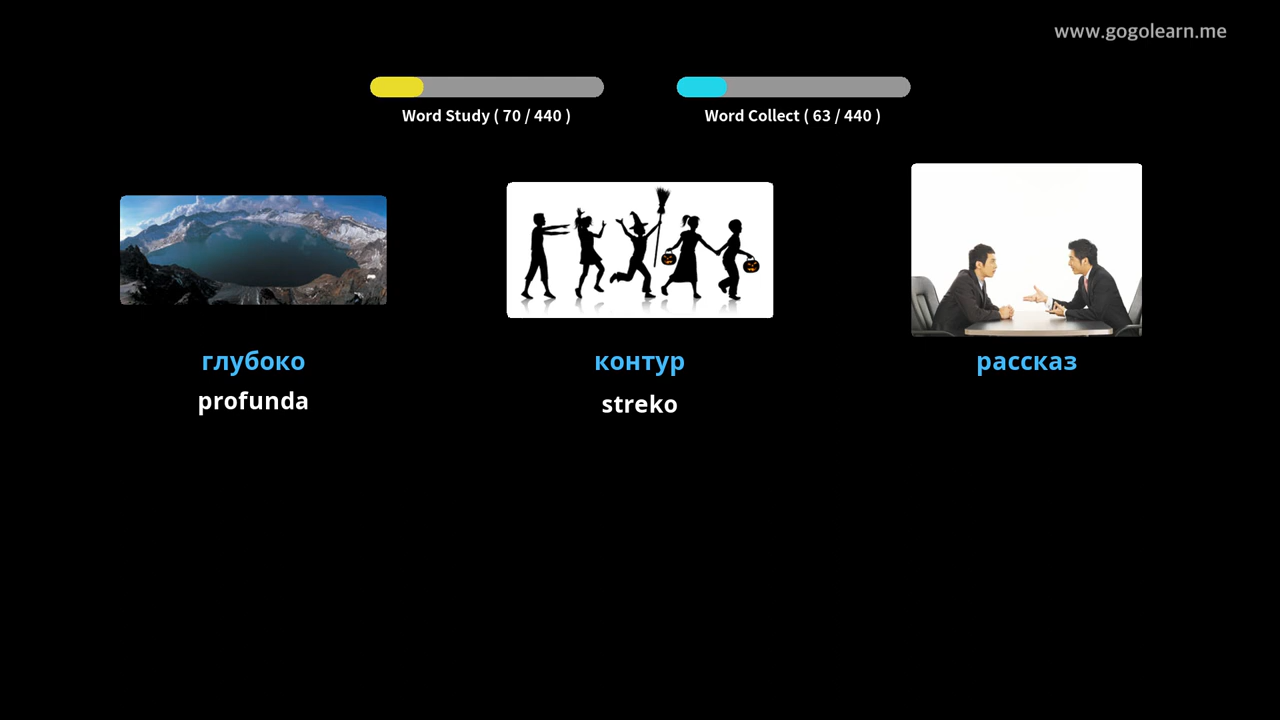 www.gogolearn.me
Word Study ( 70 / 440 )
Word Collect ( 63 / 440 )
глубоко
контур
рассказ
profunda
streko